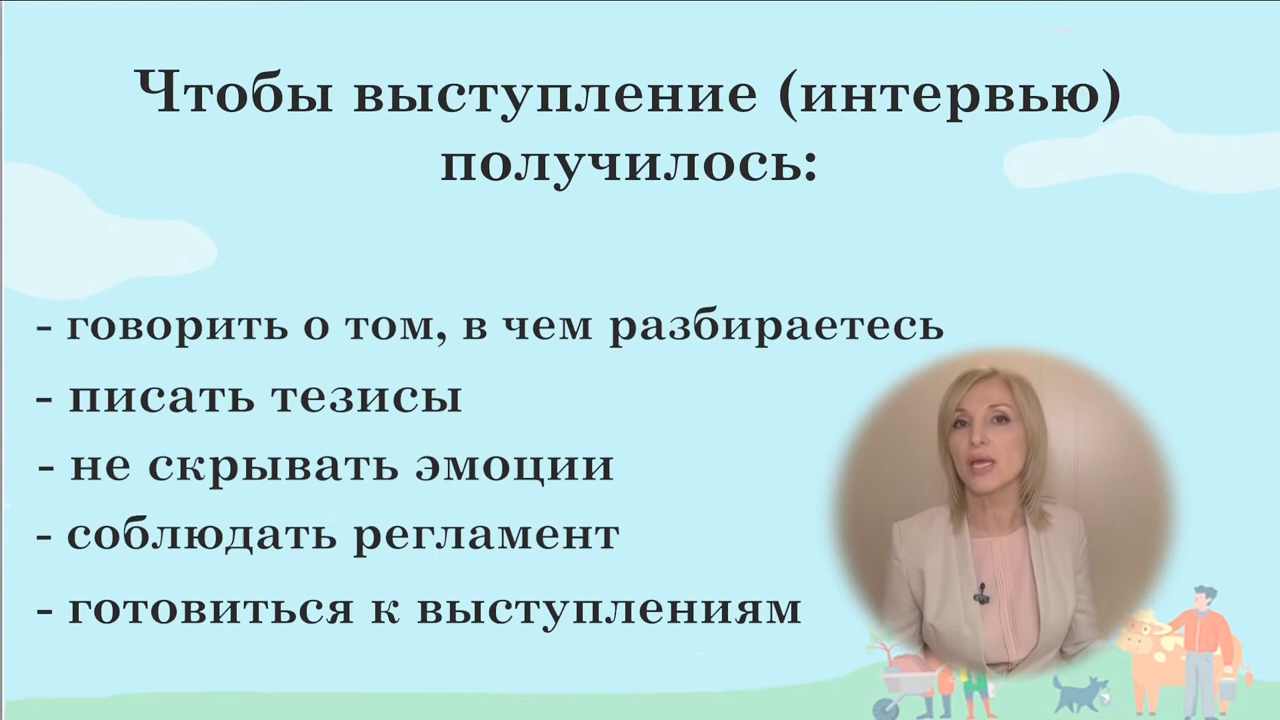 Чтобы выступление (интервью)
получилось:
- говорить о том, в чем разбираетесь
- писать тезисы
- не скрывать эмоции
- соблюдать регламент
- готовиться к выступлениям